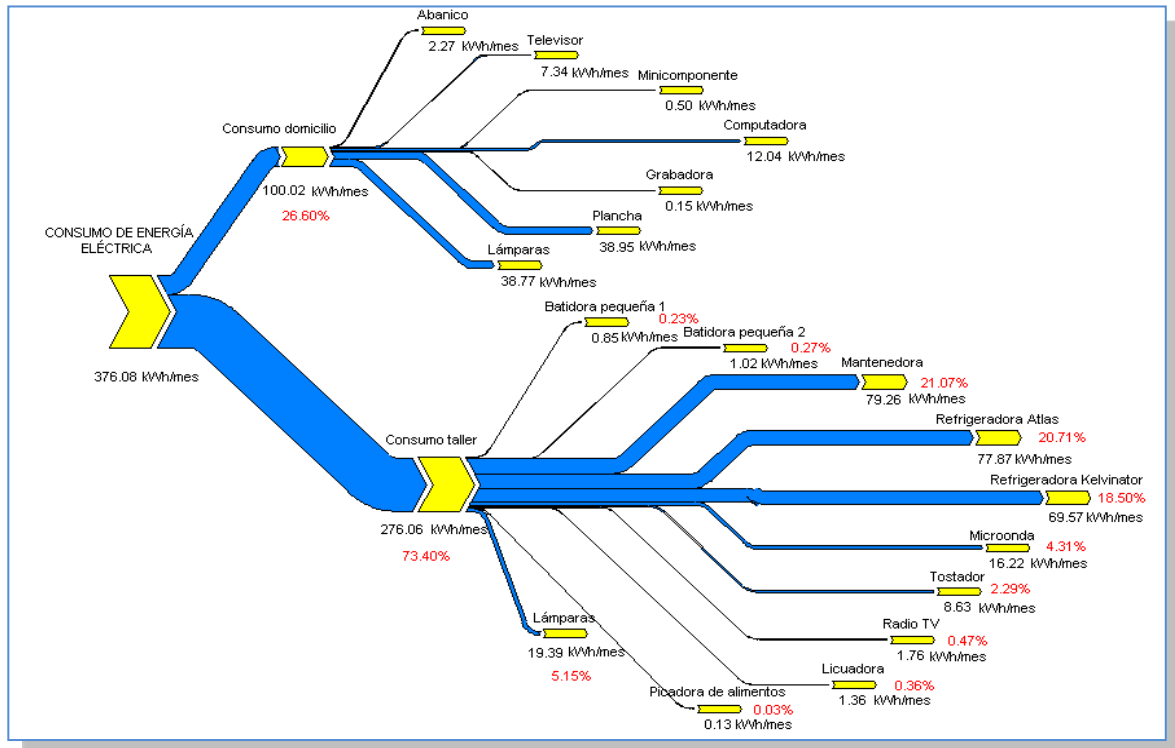 Abanico
2.27 kWh/mes
Televisor
7.34 kWh/mes
Minicomponente
0.50 kWh/mes
Computadora
12.04 kWh/mes
Consumo domicilio
100.02 kWh/mes
26.60%
Grabadora
0.15 kWh/mes
Plancha
38.95 kWh/mes
Lámparas
38.77 kWh/mes
CONSUMO DE ENERGÍA
ELÉCTRICA
376.08 kWh/mes
Batidora pequeña 1
0.23%
0.85 kWh/mes
Batidora pequeña 2
0.27%
1.02 kWh/mes
Mantenedora
21.07%
79.26 kWh/mes
Refrigeradora Atlas
20.71%
77.87 kWh/mes
Consumo taller
276.06 kWh/mes
73.40%
Refrigeradora Kelvinator
18.50%
69.57 kWh/mes
Microonda
4.31%
16.22 kWh/mes
Tostador
2.29%
8.63 kWh/mes
Radio TV
0.47%
1.76 kWh/mes
Lámparas
19.39 kWh/mes
5.15%
Licuadora
0.36%
1.36 kWh/mes
Picadora de alimentos
0.03%
0.13 kWh/mes